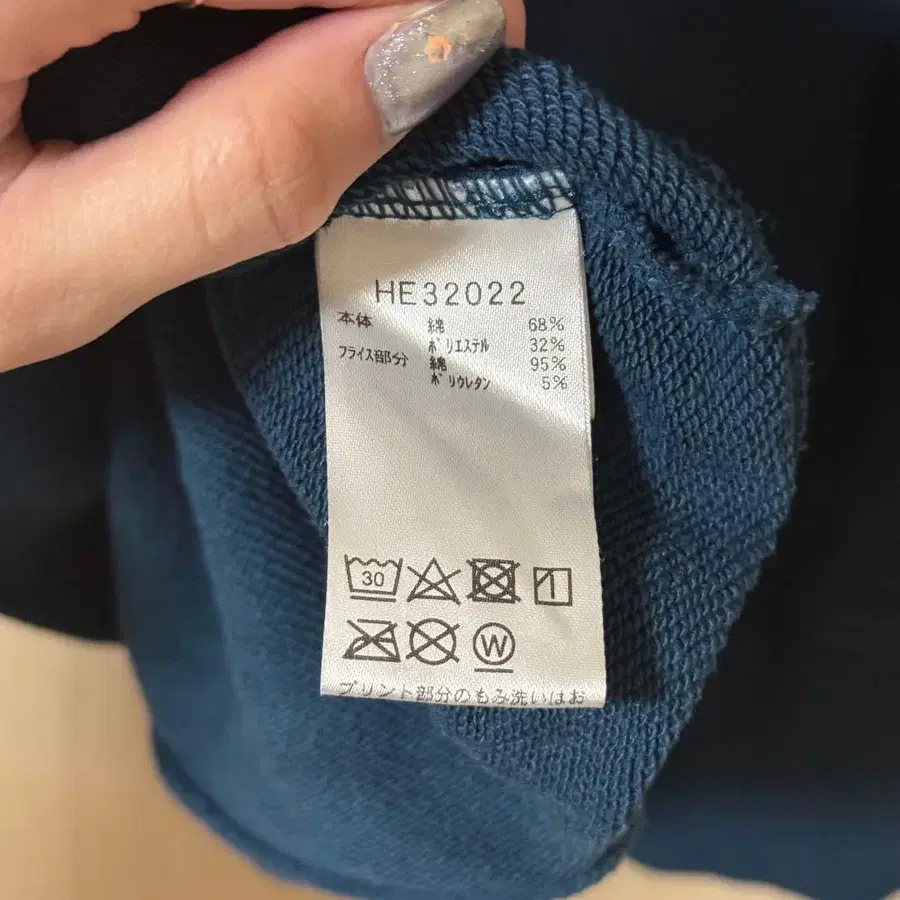 HE32022
本体 綿 68%
ポリエステル 32%
フライス部分 綿 95%
ポリウレタン 5%
30
W
プリント部分のもみ洗いはお